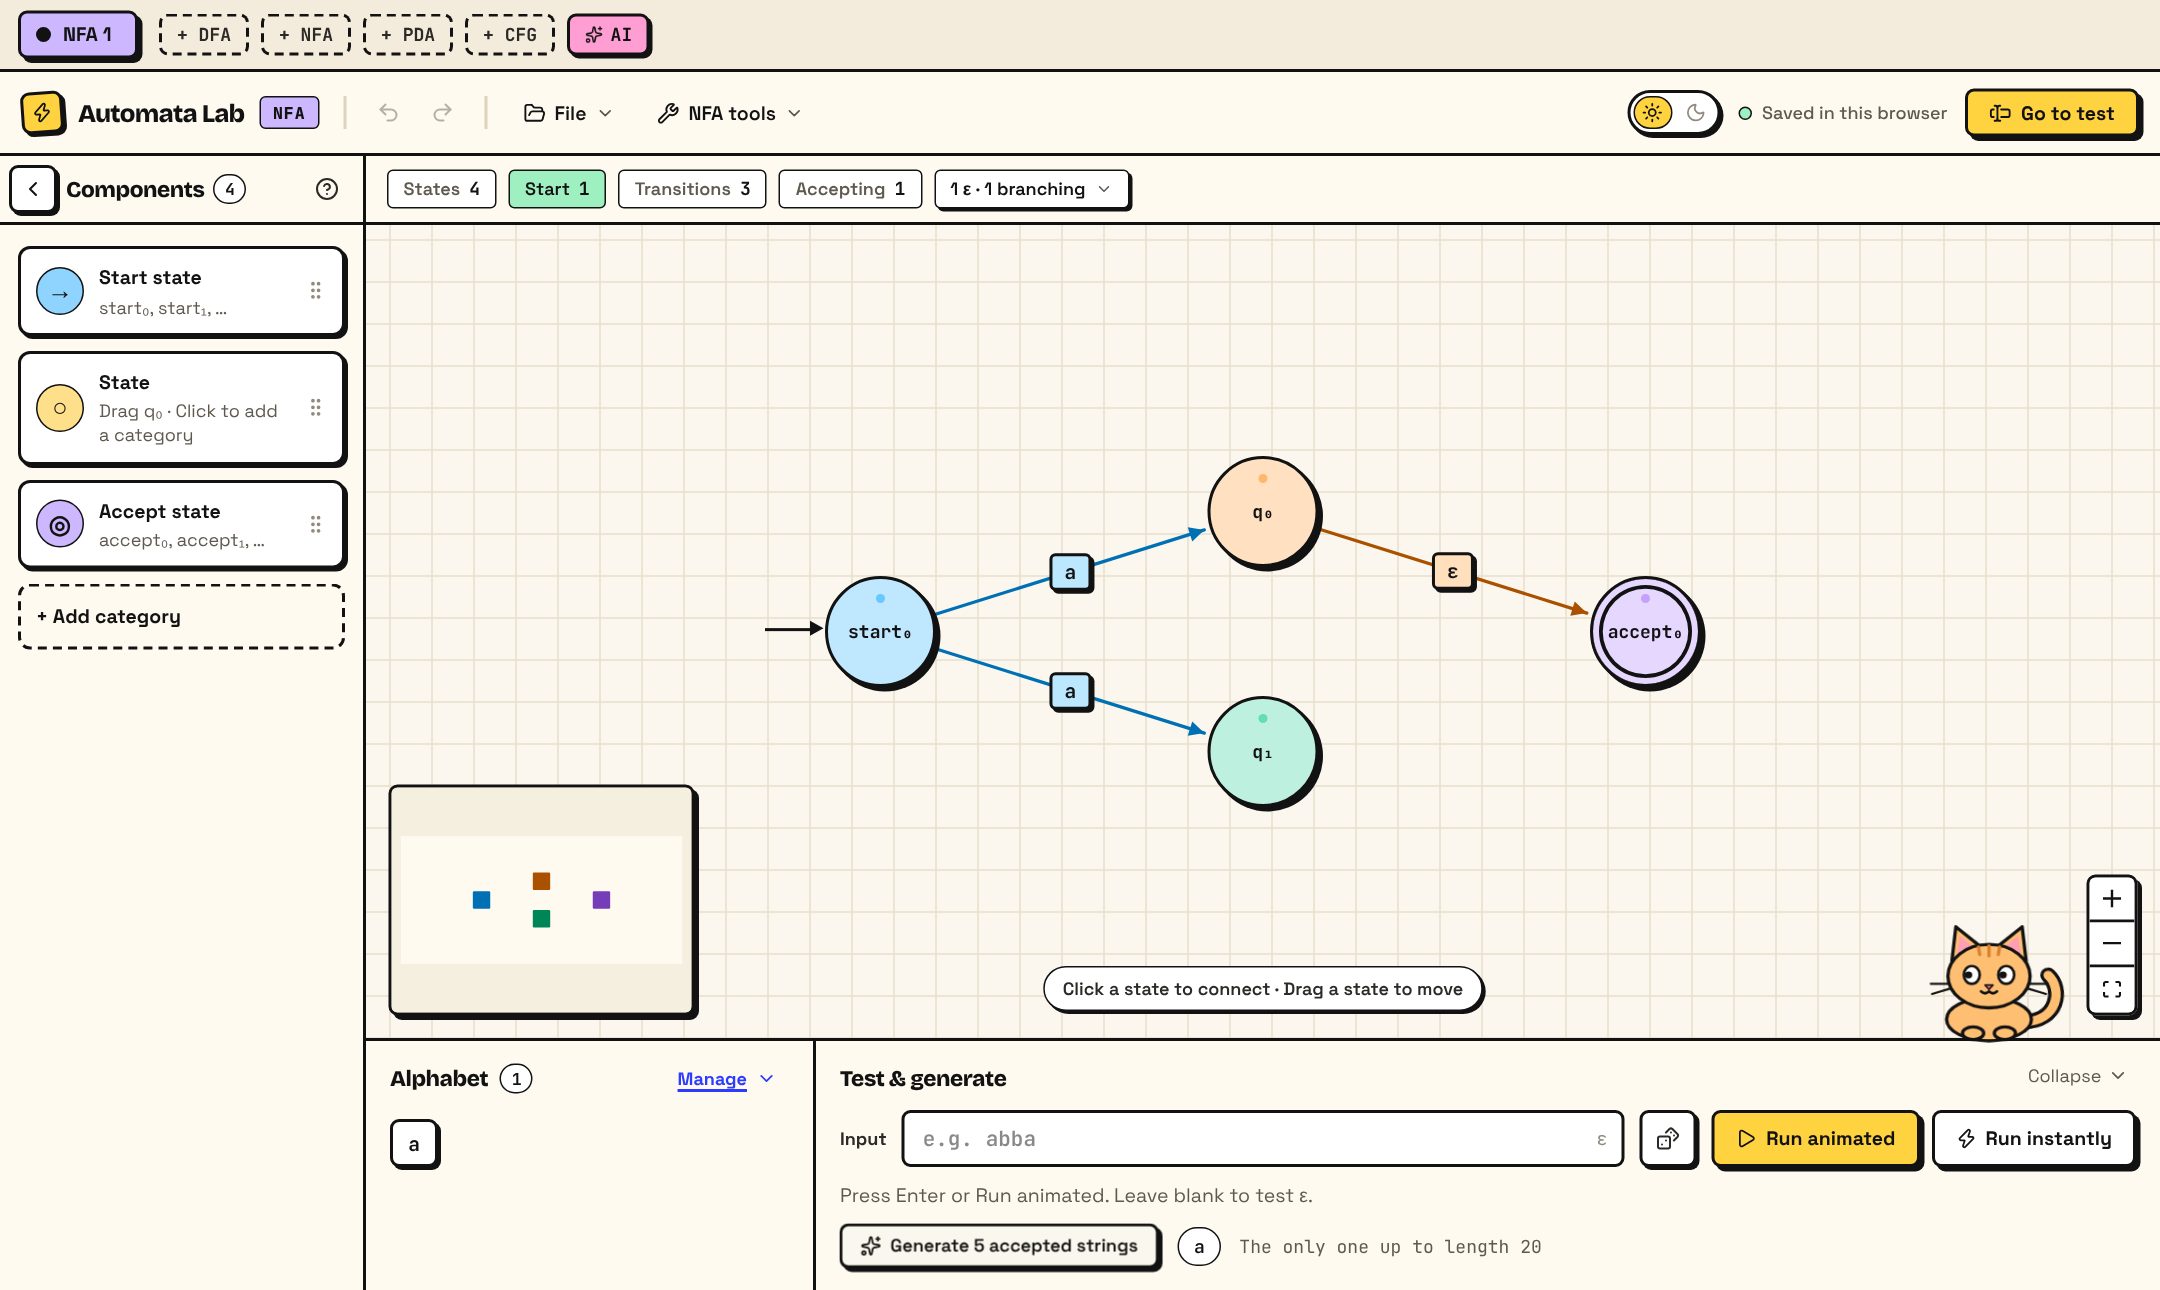 NFA 1
+ DFA
+ NFA
+ PDA
+ CFG
AI
Automata Lab
NFA
File
NFA tools
Saved in this browser
Go to test
Components 4
States 4
Start 1
Transitions 3
Accepting 1
1 ε · 1 branching
→
Start state
start₀, start₁, ...
State
Drag q₀ · Click to add
a category
Accept state
accept₀, accept₁, ...
+ Add category
q₀
a
ε
start₀
accept₀
a
q₁
Click a state to connect · Drag a state to move
Alphabet 1
Manage
a
Test & generate
Collapse
Input
e.g. abba
ε
Run animated
Run instantly
Press Enter or Run animated. Leave blank to test ε.
Generate 5 accepted strings
a
The only one up to length 20